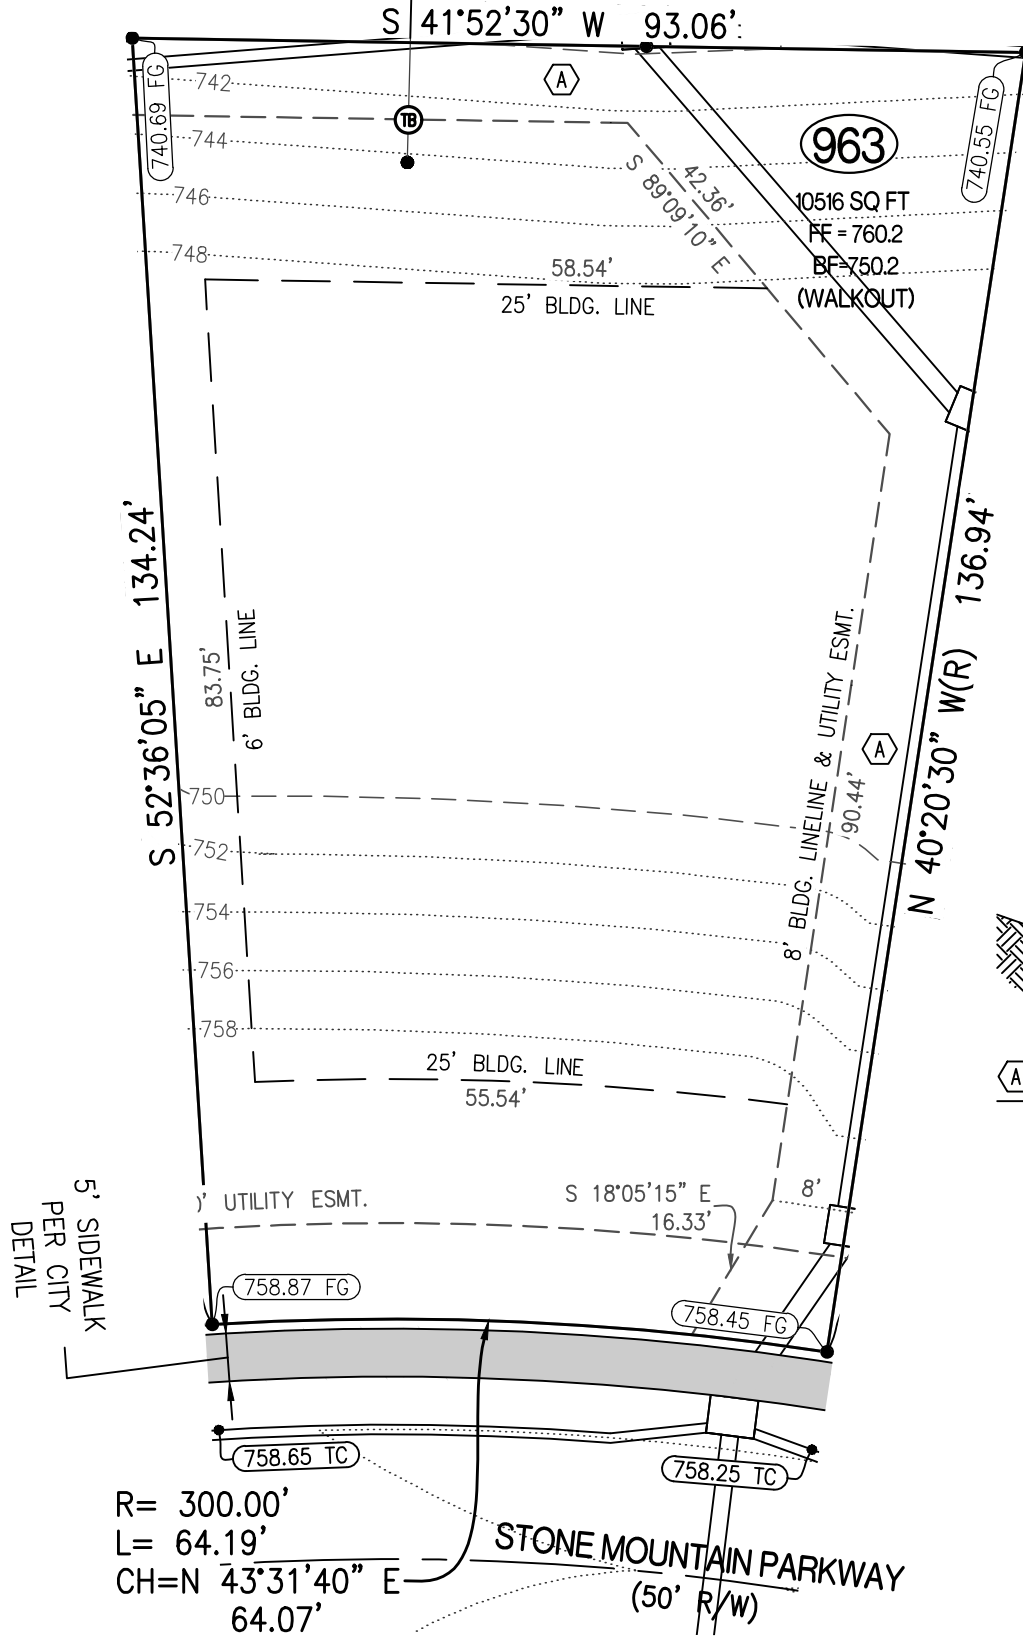 S 41°52'30" W 93.06'
740.69 FG
742
A
TB
744
963
740.55 FG
42.36'
S 89°09'10" E
10516 SQ FT
FF = 760.2
BF=750.2
(WALKOUT)
746
748
58.54'
25' BLDG. LINE
S 52°36'05" E 134.24'
83.75'
6' BLDG. LINE
8' BLDG. LINELINE & UTILITY ESMT.
90.44'
A
N 40°20'30" W(R) 136.94'
750
752
754
756
758
A
25' BLDG. LINE
55.54'
5' SIDEWALK
PER CITY
DETAIL
)' UTILITY ESMT.
S 18°05'15" E
16.33'
8'
758.87 FG
758.45 FG
758.65 TC
758.25 TC
R= 300.00'
L= 64.19'
CH=N 43°31'40" E
64.07'
STONE MOUNTAIN PARKWAY
(50' R/W)